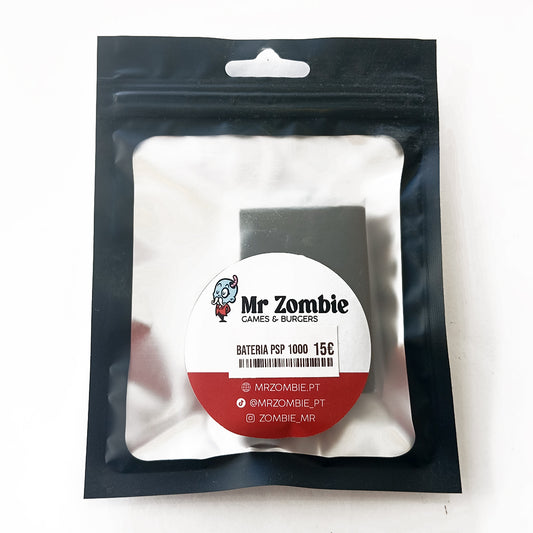 Mr Zombie
GAMES & BURGERS
BATERIA PSP 1000 15€
MRZOMBIE.PT
@MRZOMBIE_PT
ZOMBIE_MR